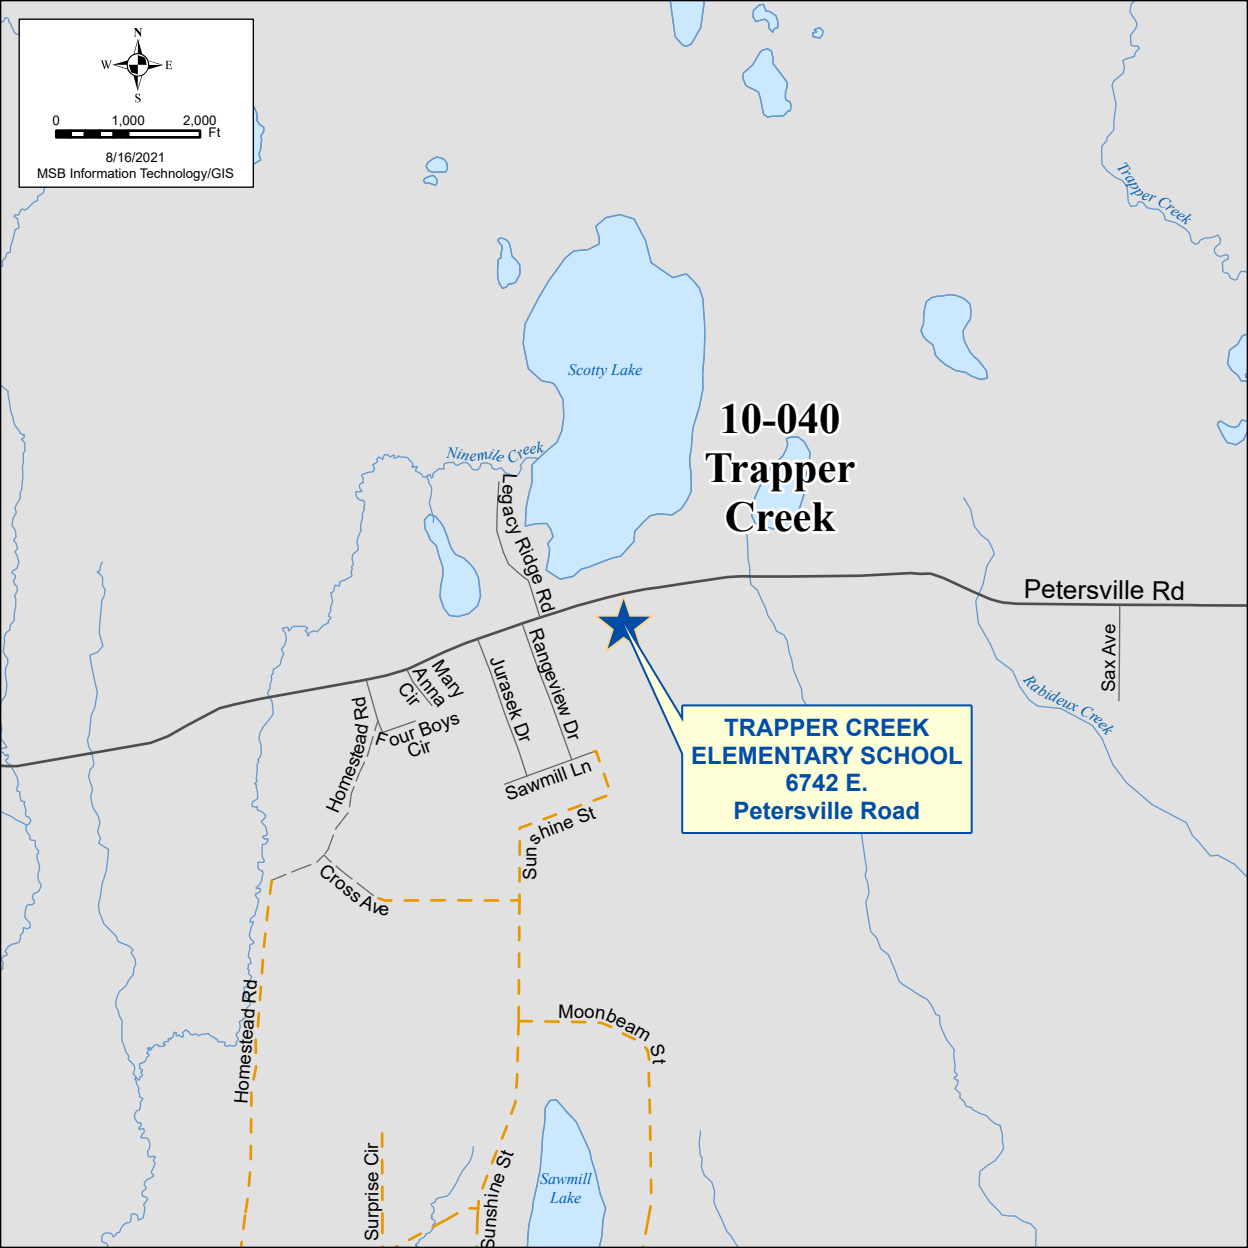 N
W E
S
0 1,000 2,000
Ft
8/16/2021
MSB Information Technology/GIS
Trapper Creek
Scotty Lake
10-040
Trapper
Creek
Ninemile Creek
Legacy Ridge Rd
Petersville Rd
Sax Ave
Rabideux Creek
Rangeview Dr
Jurasek Dr
Mary
Anna
Cir
Four Boys
Cir
Homestead Rd
TRAPPER CREEK
ELEMENTARY SCHOOL
6742 E.
Petersville Road
Sawmill Ln
Sunshine St
Cross Ave
Homestead Rd
Moonbeam St
Surprise Cir
Sunshine St
Sawmill
Lake